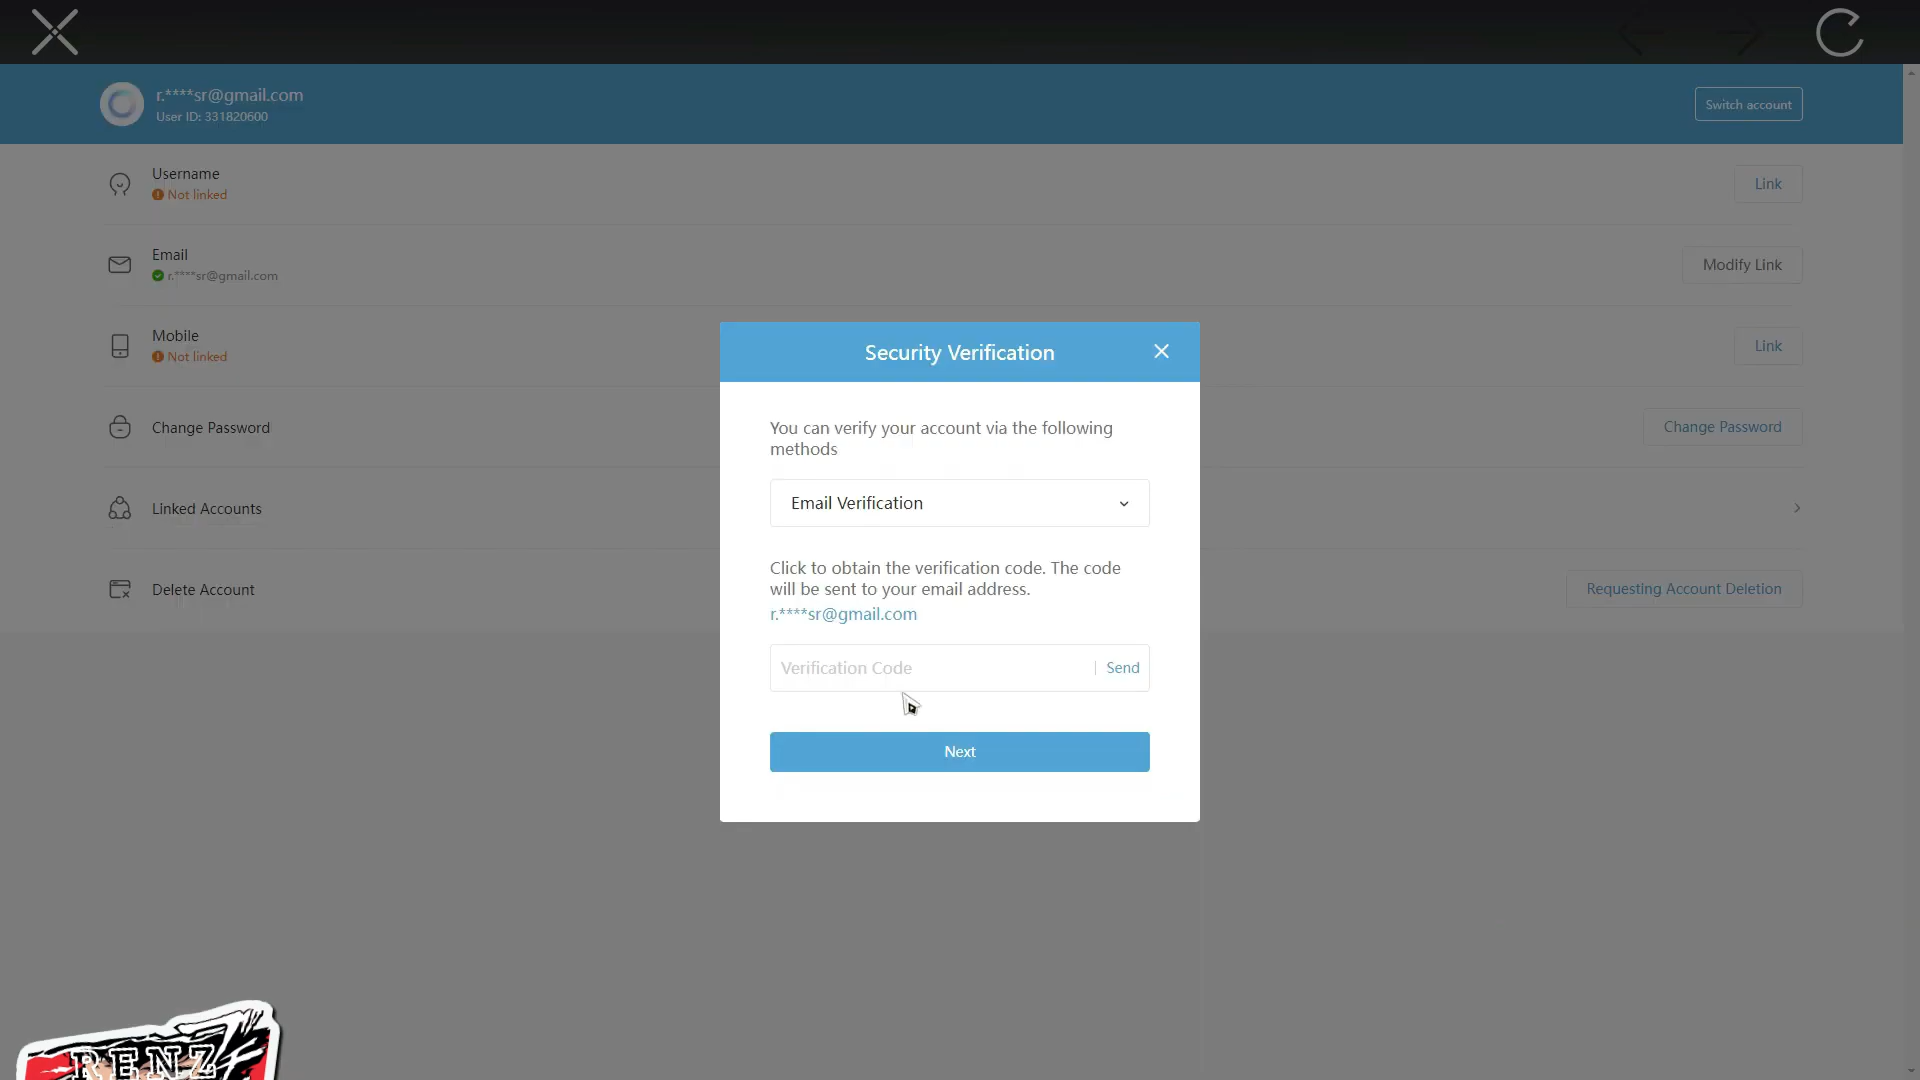 r.****sr@gmail.com
User ID: 331820600
Switch account
Username
Not linked
Link
Email
r.****sr@gmail.com
Modify Link
Mobile
Not linked
Link
Change Password
Change Password
Linked Accounts
Delete Account
Requesting Account Deletion
Security Verification
You can verify your account via the following
methods
Email Verification
Click to obtain the verification code. The code
will be sent to your email address.
r.****sr@gmail.com
Verification Code
Send
Next
RENZ